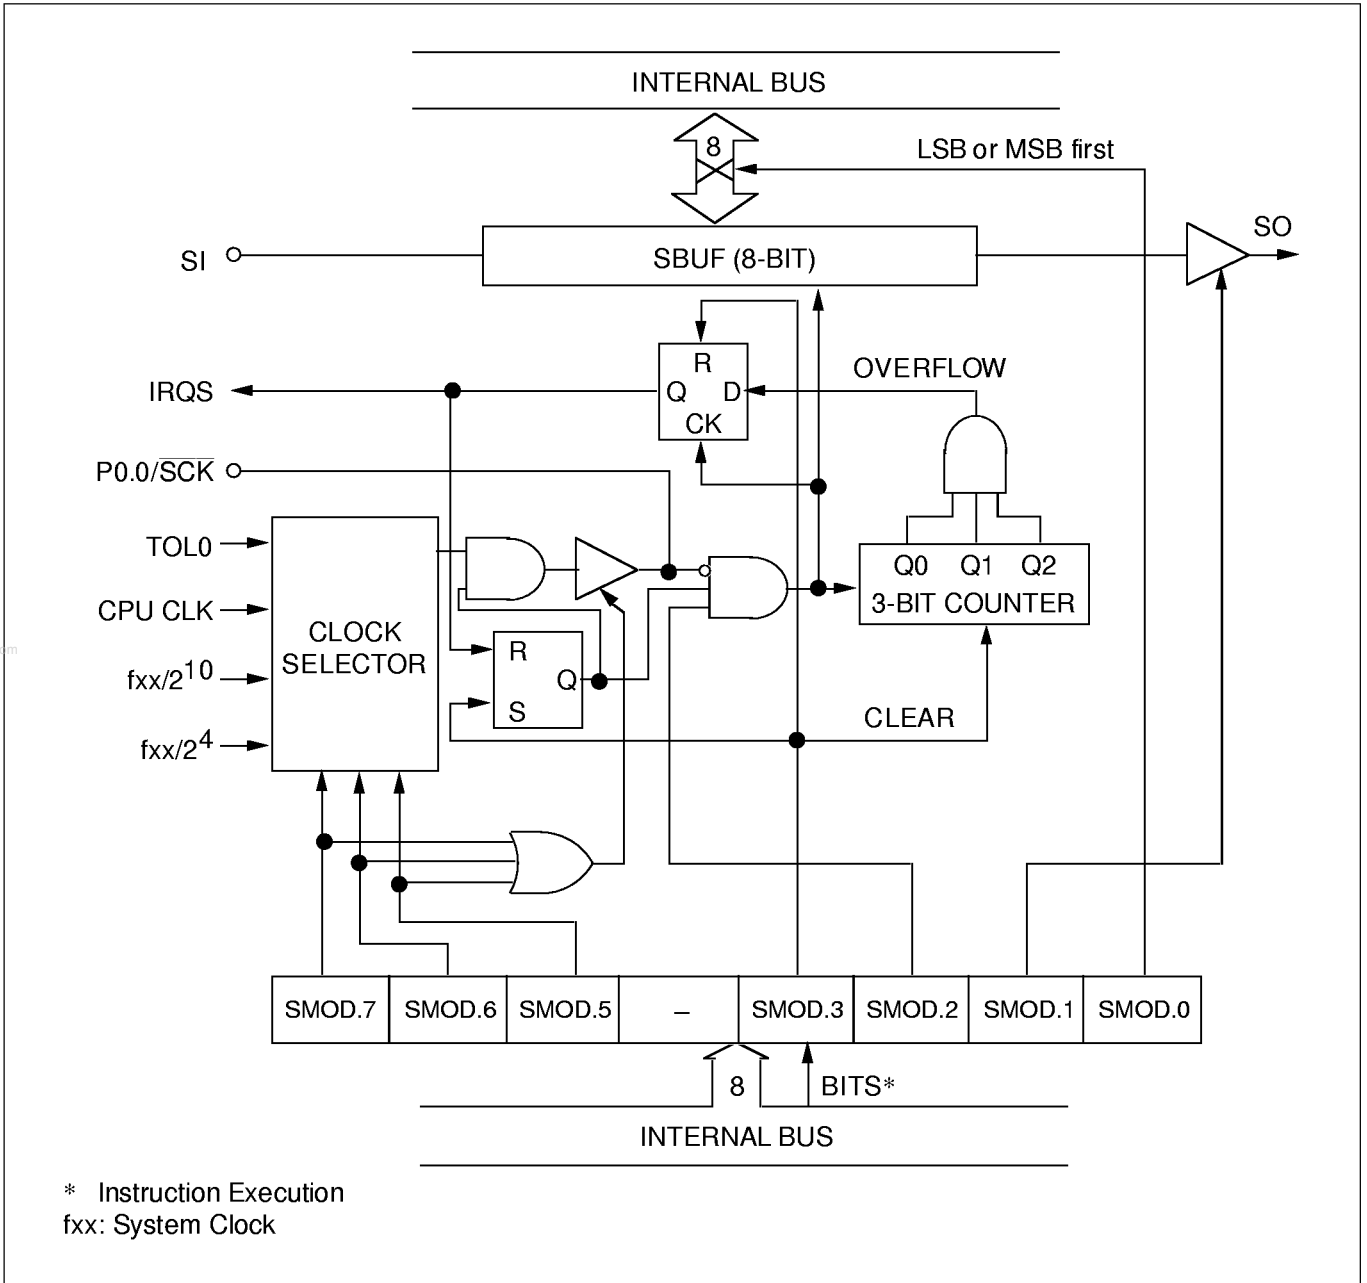 INTERNAL BUS
8
LSB or MSB first
SO
SI
SBUF (8-BIT)
R
OVERFLOW
IRQS
Q D
CK
P0.0/S̅C̅K̅
TOL0
Q0 Q1 Q2
CPU CLK
3-BIT COUNTER
CLOCK
SELECTOR
R
fxx/2¹⁰
Q
S
CLEAR
fxx/2⁴
SMOD.7 SMOD.6 SMOD.5 – SMOD.3 SMOD.2 SMOD.1 SMOD.0
8 BITS*
INTERNAL BUS
* Instruction Execution
fxx: System Clock